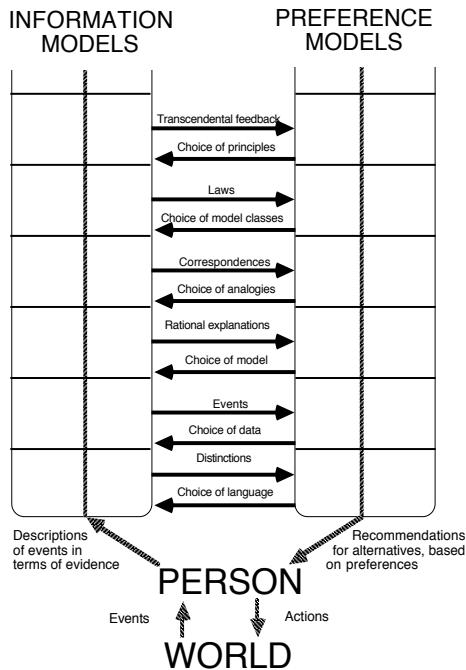 INFORMATION
MODELS
PREFERENCE
MODELS
Transcendental feedback
Choice of principles
Laws
Choice of model classes
Correspondences
Choice of analogies
Rational explanations
Choice of model
Events
Choice of data
Distinctions
Choice of language
Descriptions
of events in
terms of evidence
Recommendations
for alternatives, based
on preferences
PERSON
Events
Actions
WORLD